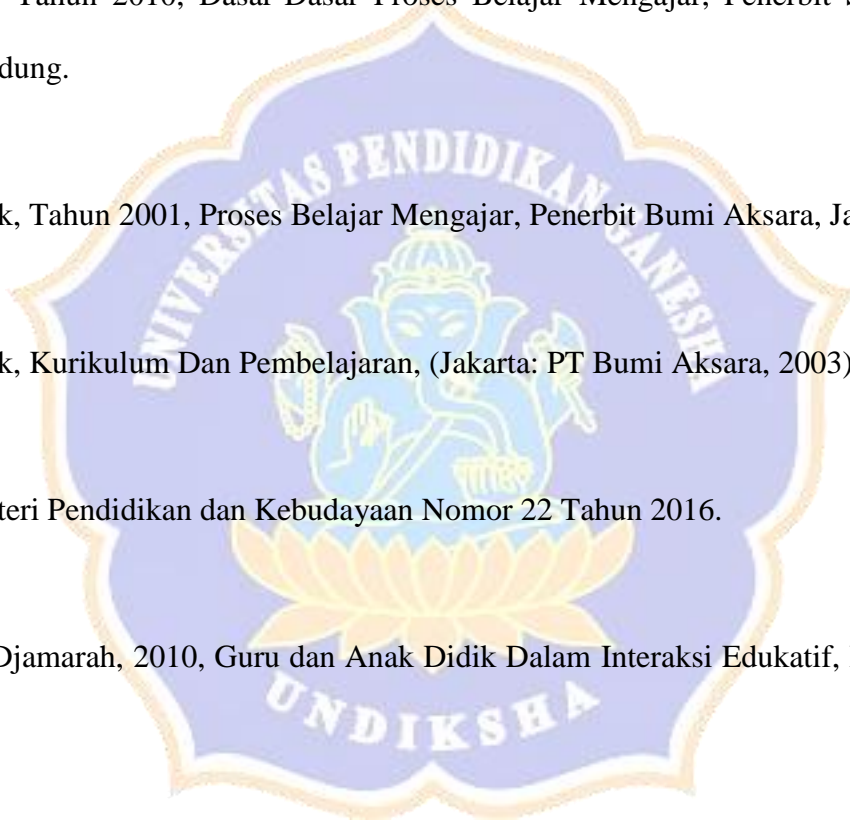 Tahun 2010, Dasar-Dasar Proses Belajar Mengajar, Penerbit
dung.
UNIVERSITAS PENDIDIKAN GANESHA
k, Tahun 2001, Proses Belajar Mengajar, Penerbit Bumi Aksara, Ja
k, Kurikulum Dan Pembelajaran, (Jakarta: PT Bumi Aksara, 2003)
teri Pendidikan dan Kebudayaan Nomor 22 Tahun 2016.
Djamarah, 2010, Guru dan Anak Didik Dalam Interaksi Edukatif,
UNDIKSHA